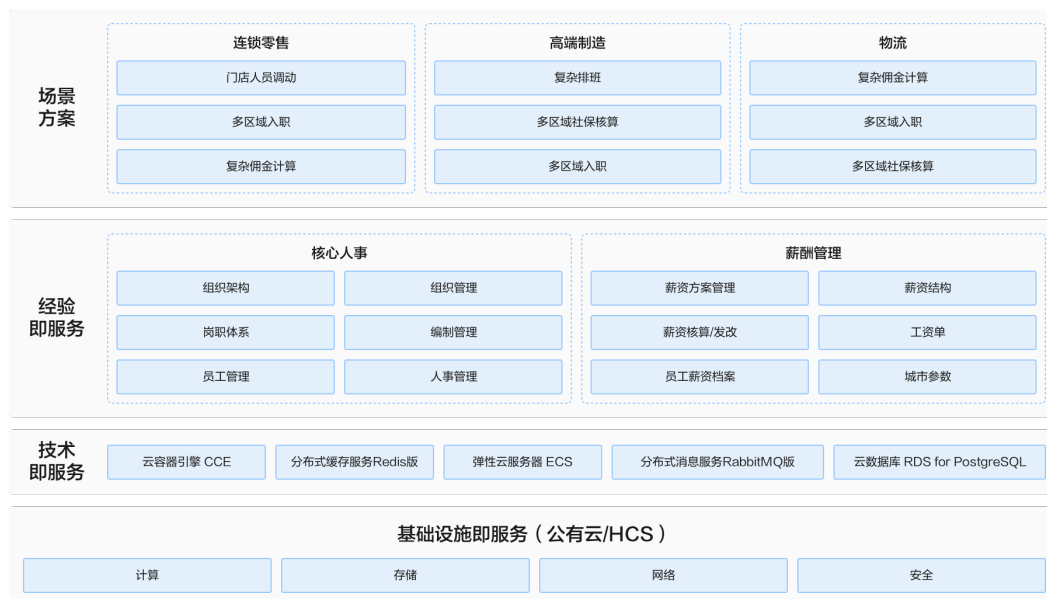 场景
方案
连锁零售
门店人员调动
多区域入职
复杂佣金计算
高端制造
复杂排班
多区域社保核算
多区域入职
物流
复杂佣金计算
多区域入职
多区域社保核算
经验
即服务
核心人事
组织架构
组织管理
岗职体系
编制管理
员工管理
人事管理
薪酬管理
薪资方案管理
薪资结构
薪资核算/发改
工资单
员工薪资档案
城市参数
技术
即服务
云容器引擎 CCE
分布式缓存服务Redis版
弹性云服务器 ECS
分布式消息服务RabbitMQ版
云数据库 RDS for PostgreSQL
基础设施即服务（公有云/HCS）
计算
存储
网络
安全